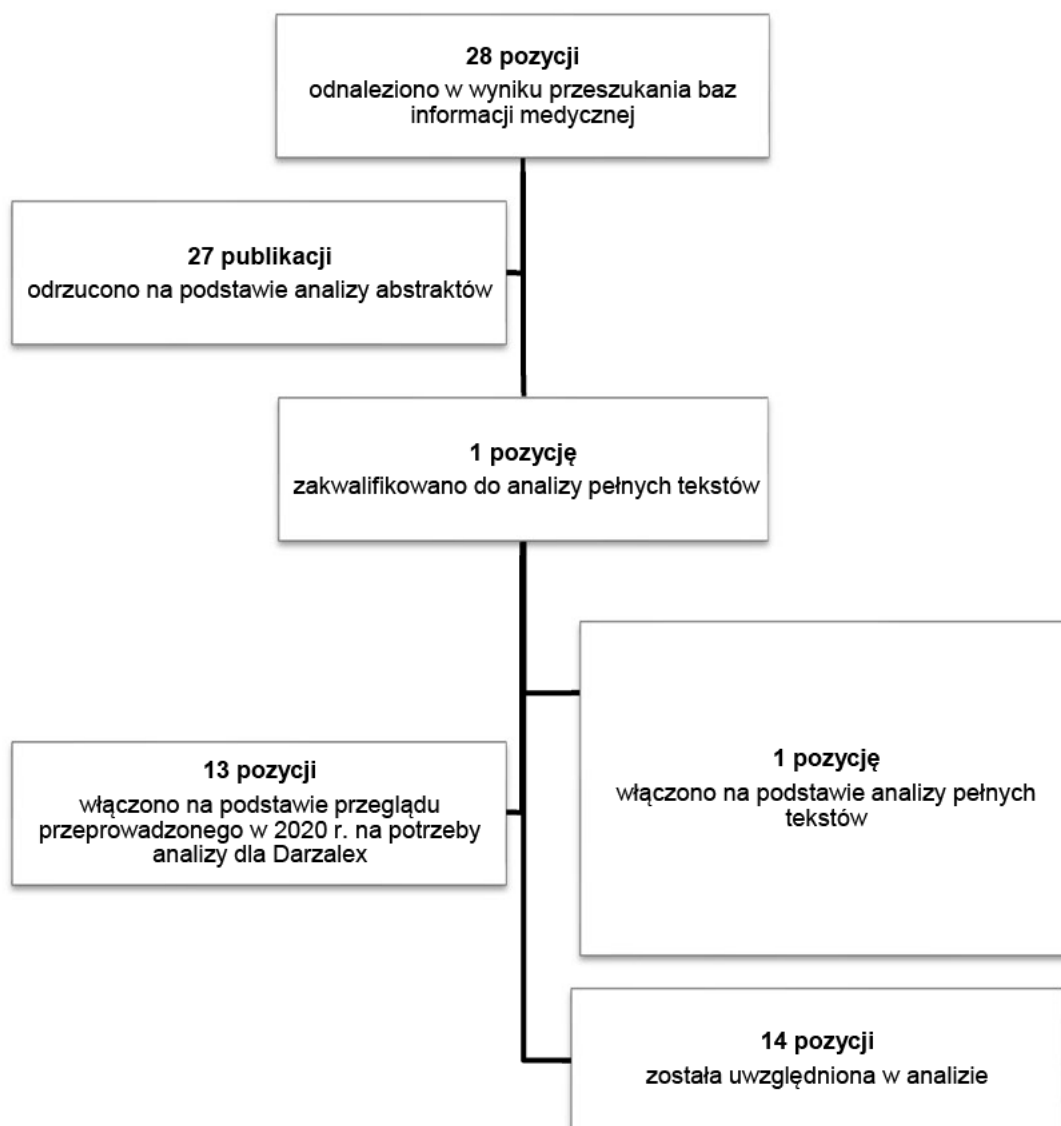 28 pozycji
odnaleziono w wyniku przeszukania baz
informacji medycznej
27 publikacji
odrzucono na podstawie analizy abstraktów
1 pozycję
zakwalifikowano do analizy pełnych tekstów
1 pozycję
włączono na podstawie analizy pełnych
tekstów
13 pozycji
włączono na podstawie przeglądu
przeprowadzonego w 2020 r. na potrzeby
analizy dla Darzalex
14 pozycji
została uwzględniona w analizie